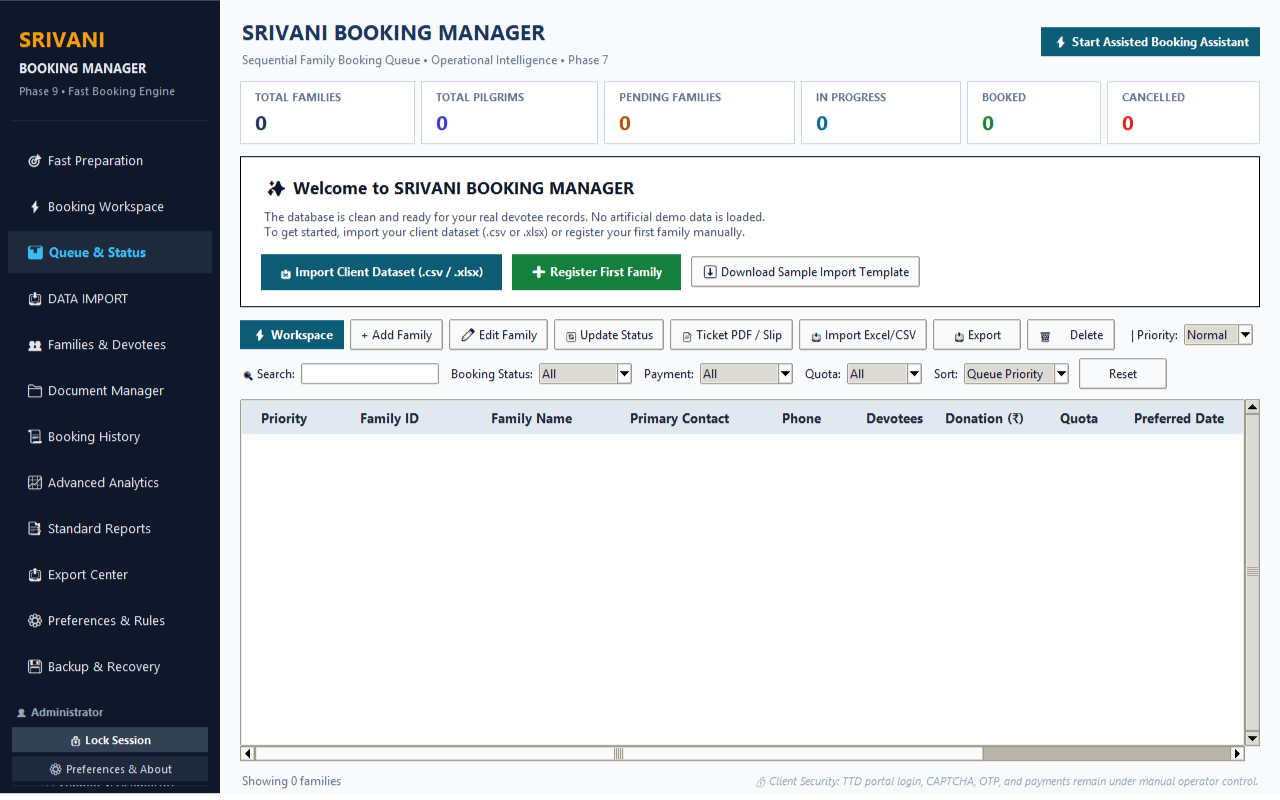 SRIVANI
BOOKING MANAGER
Phase 9 • Fast Booking Engine
Fast Preparation
Booking Workspace
Queue & Status
DATA IMPORT
Families & Devotees
Document Manager
Booking History
Advanced Analytics
Standard Reports
Export Center
Preferences & Rules
Backup & Recovery
Administrator
Lock Session
Preferences & About
SRIVANI BOOKING MANAGER
Sequential Family Booking Queue • Operational Intelligence • Phase 7
Start Assisted Booking Assistant
TOTAL FAMILIES TOTAL PILGRIMS PENDING FAMILIES IN PROGRESS BOOKED CANCELLED
0 0 0 0 0 0
Welcome to SRIVANI BOOKING MANAGER
The database is clean and ready for your real devotee records. No artificial demo data is loaded.
To get started, import your client dataset (.csv or .xlsx) or register your first family manually.
Import Client Dataset (.csv / .xlsx) Register First Family Download Sample Import Template
Workspace + Add Family Edit Family Update Status Ticket PDF / Slip Import Excel/CSV Export Delete | Priority: Normal
Search: Booking Status: All Payment: All Quota: All Sort: Queue Priority Reset
Priority Family ID Family Name Primary Contact Phone Devotees Donation (₹) Quota Preferred Date
Showing 0 families
Client Security: TTD portal login, CAPTCHA, OTP, and payments remain under manual operator control.